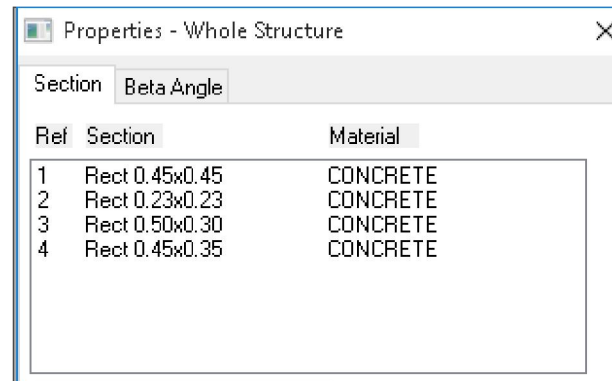 Properties - Whole Structure
Section Beta Angle
Ref Section Material
1 Rect 0.45x0.45 CONCRETE
2 Rect 0.23x0.23 CONCRETE
3 Rect 0.50x0.30 CONCRETE
4 Rect 0.45x0.35 CONCRETE